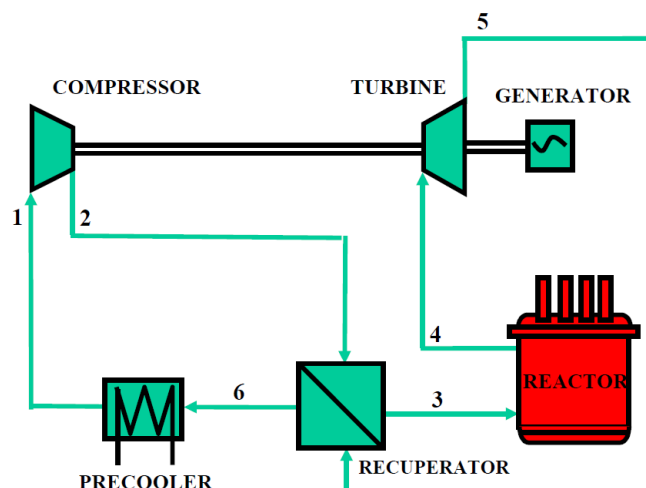 5
COMPRESSOR
TURBINE
GENERATOR
1
2
4
REACTOR
6
3
RECUPERATOR
PRECOOLER